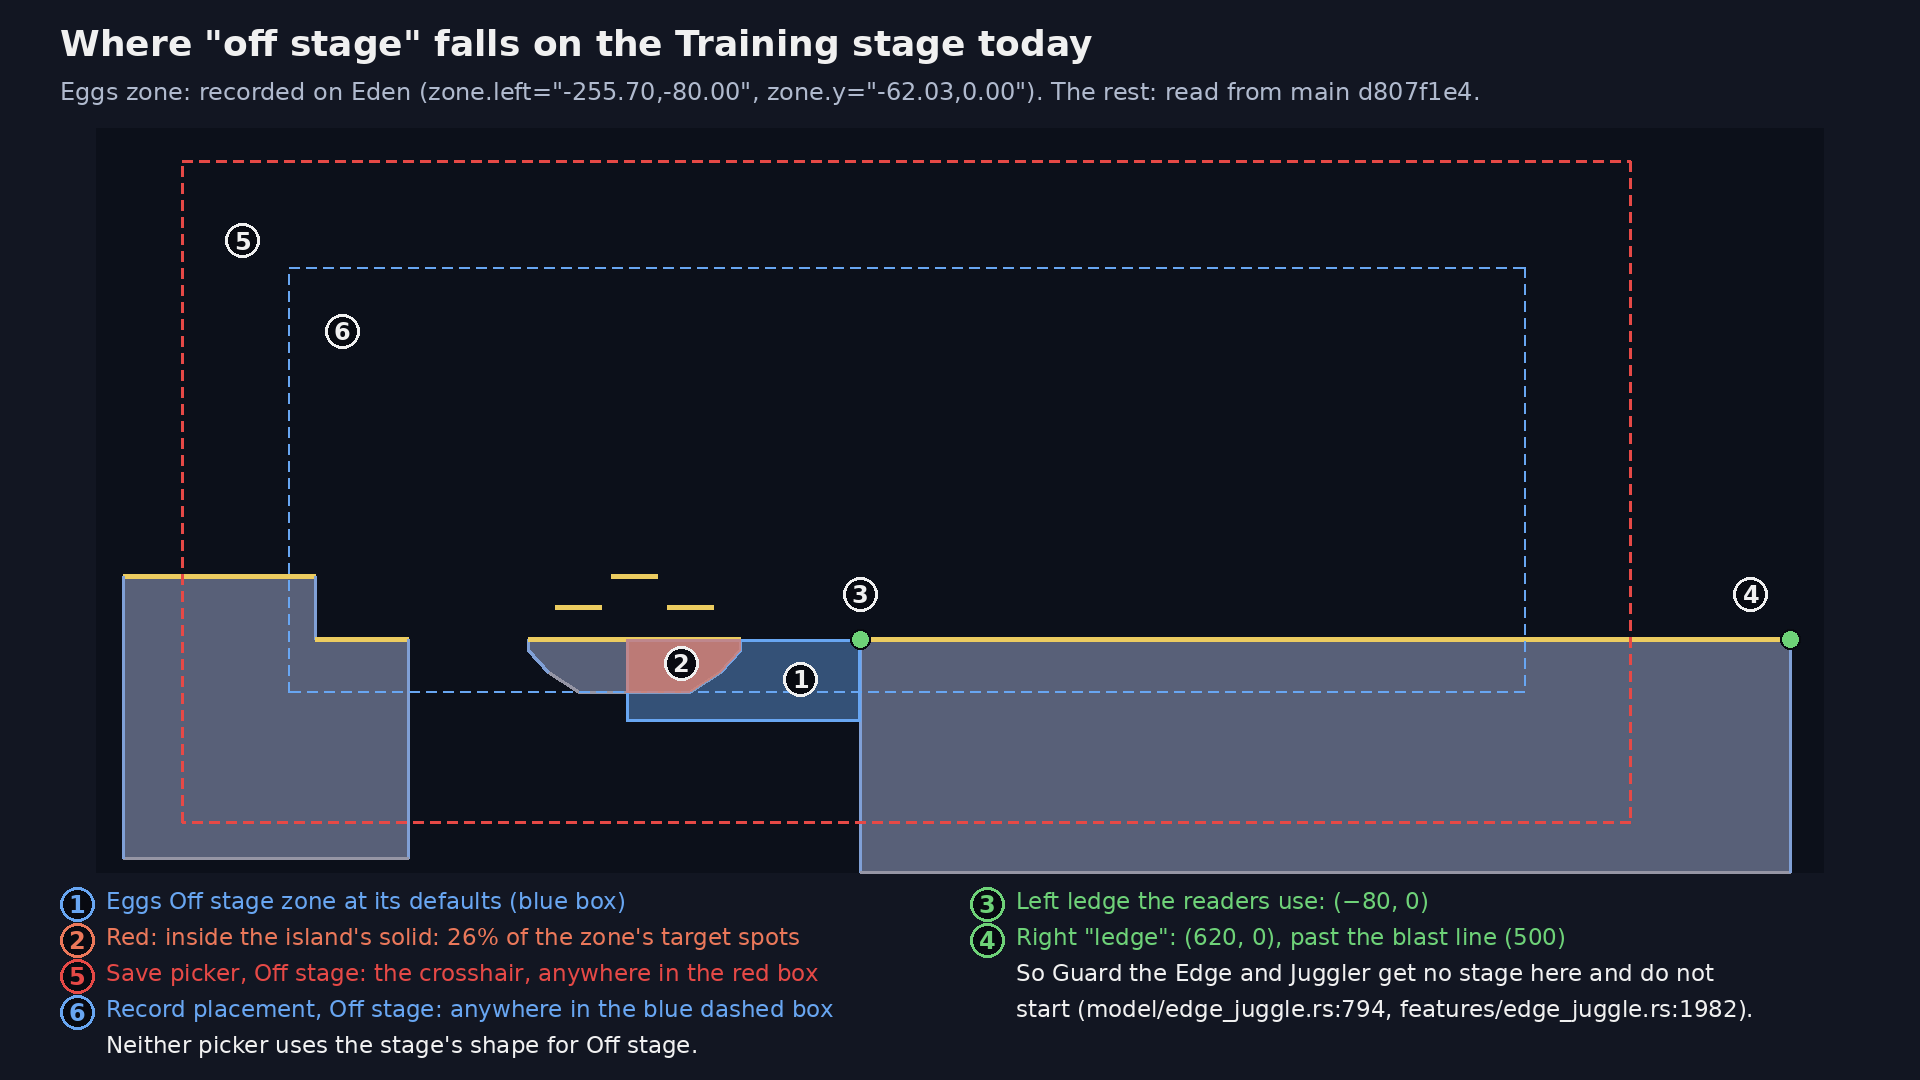 Where "off stage" falls on the Training stage today
Eggs zone: recorded on Eden (zone.left="-255.70,-80.00", zone.y="-62.03,0.00"). The rest: read from main d807f1e4.
5
6
3
4
2
1
1 Eggs Off stage zone at its defaults (blue box)
2 Red: inside the island's solid: 26% of the zone's target spots
5 Save picker, Off stage: the crosshair, anywhere in the red box
6 Record placement, Off stage: anywhere in the blue dashed box
Neither picker uses the stage's shape for Off stage.
3 Left ledge the readers use: (−80, 0)
4 Right "ledge": (620, 0), past the blast line (500)
So Guard the Edge and Juggler get no stage here and do not
start (model/edge_juggle.rs:794, features/edge_juggle.rs:1982).